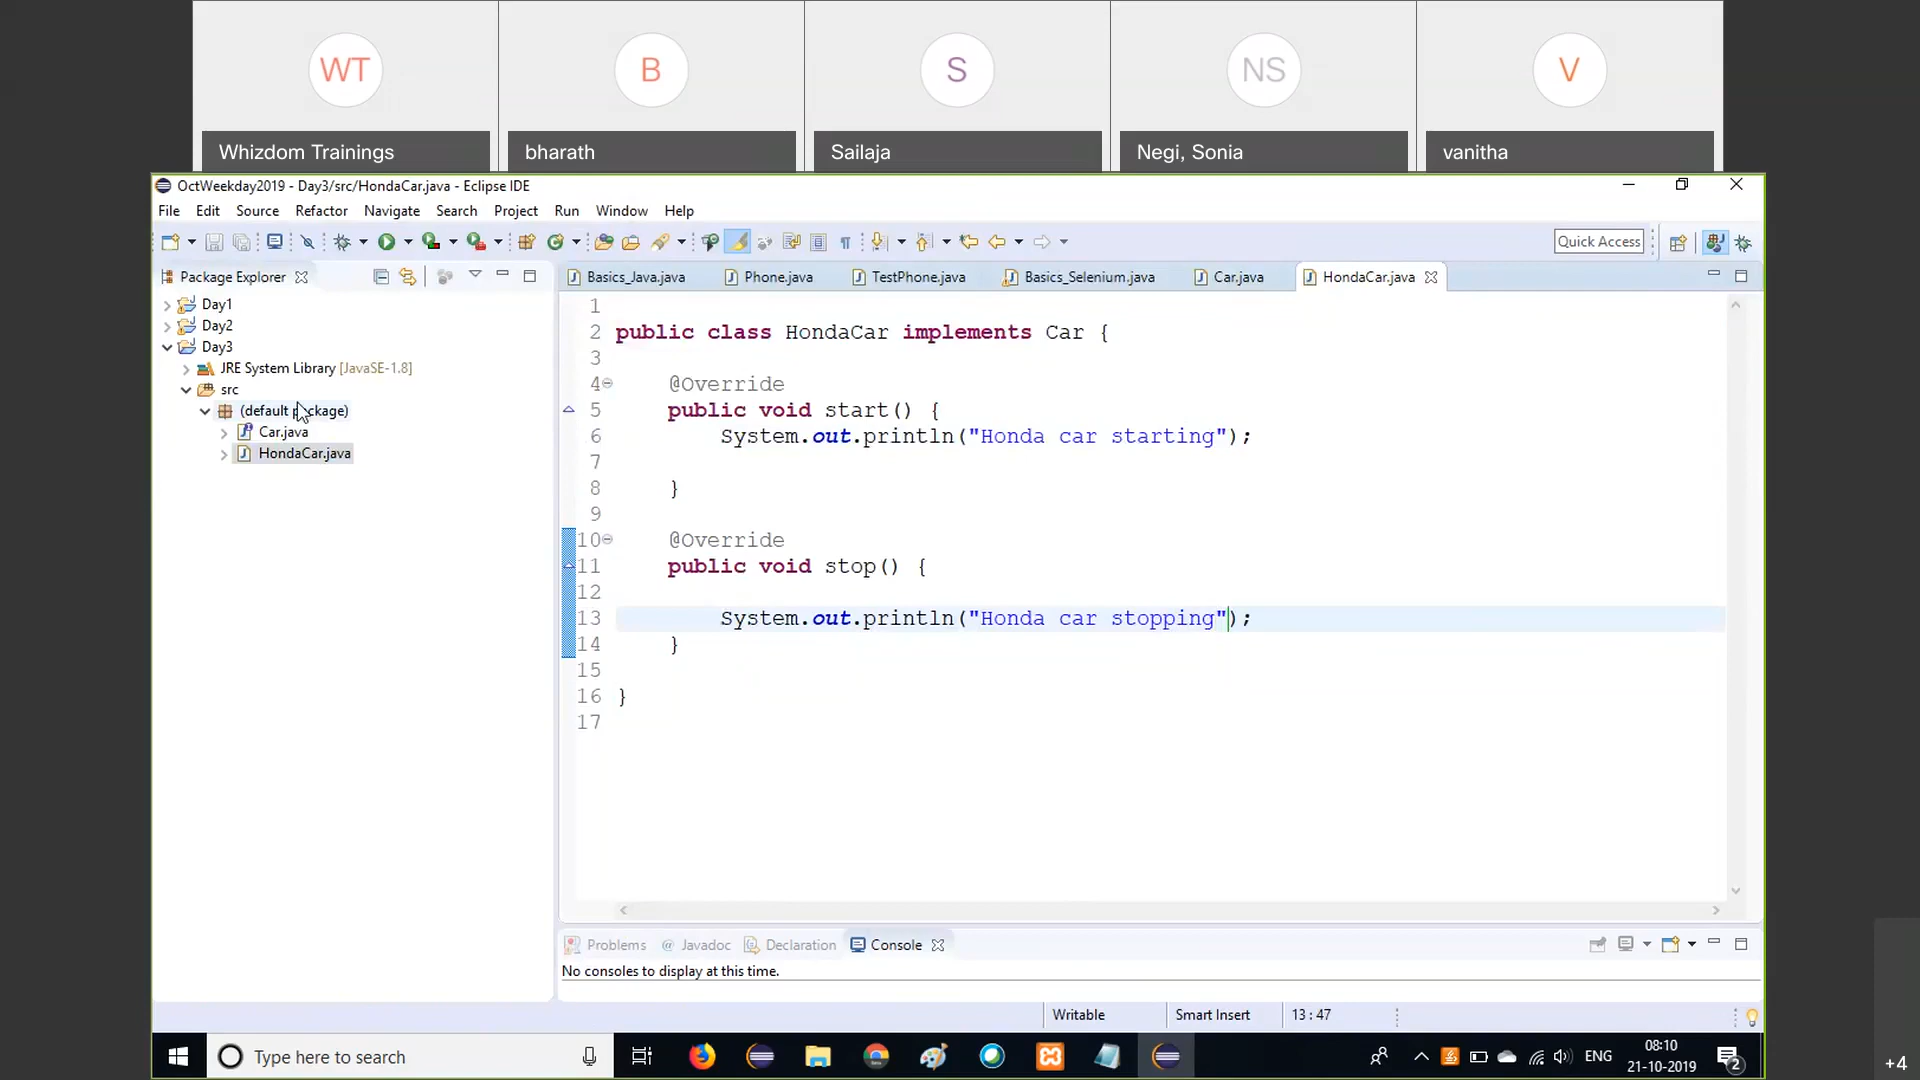 WT
B
S
NS
V
Whizdom Trainings
bharath
Sailaja
Negi, Sonia
vanitha
OctWeekday2019 - Day3/src/HondaCar.java - Eclipse IDE
File Edit Source Refactor Navigate Search Project Run Window Help
Quick Access
Package Explorer
Basics_Java.java Phone.java TestPhone.java Basics_Selenium.java Car.java HondaCar.java
Day1
Day2
Day3
JRE System Library [JavaSE-1.8]
src
(default package)
Car.java
HondaCar.java
1
2 public class HondaCar implements Car {
3
4 @Override
5 public void start() {
6 System.out.println("Honda car starting");
7
8 }
9
10 @Override
11 public void stop() {
12
13 System.out.println("Honda car stopping");
14 }
15
16 }
17
Problems @ Javadoc Declaration Console
No consoles to display at this time.
Writable Smart Insert 13 : 47
Type here to search
ENG
08:10
21-10-2019
2
+4